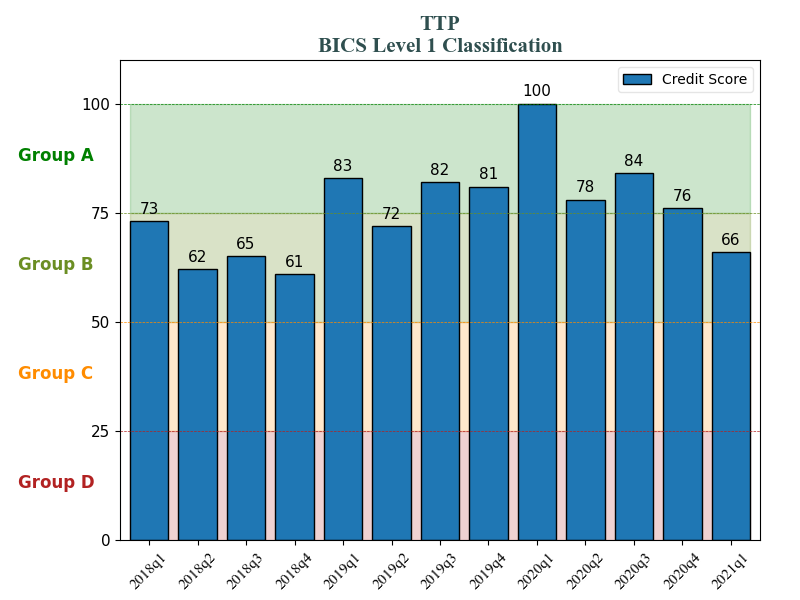 TTP
BICS Level 1 Classification
Credit Score
100
75
50
25
0
Group A
Group B
Group C
Group D
73
62
65
61
83
72
82
81
100
78
84
76
66
2018q1
2018q2
2018q3
2018q4
2019q1
2019q2
2019q3
2019q4
2020q1
2020q2
2020q3
2020q4
2021q1